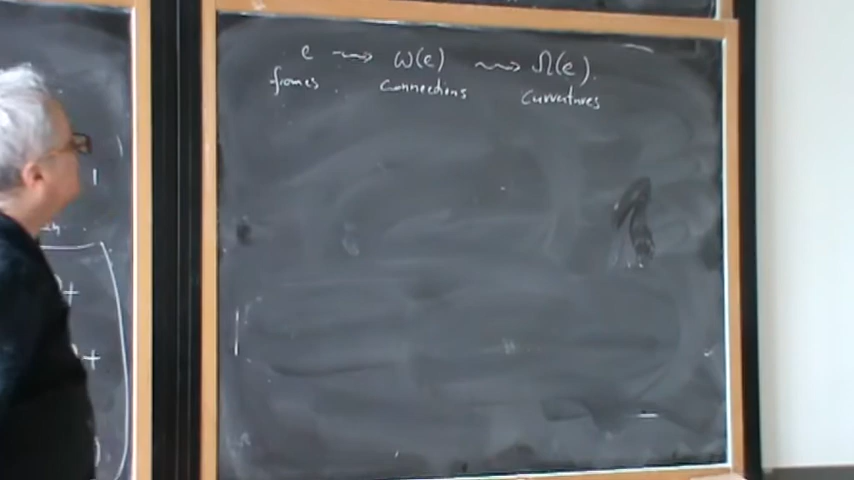 e ⇝ ω(e) ⇝ Ω(e).
frames connections curvatures